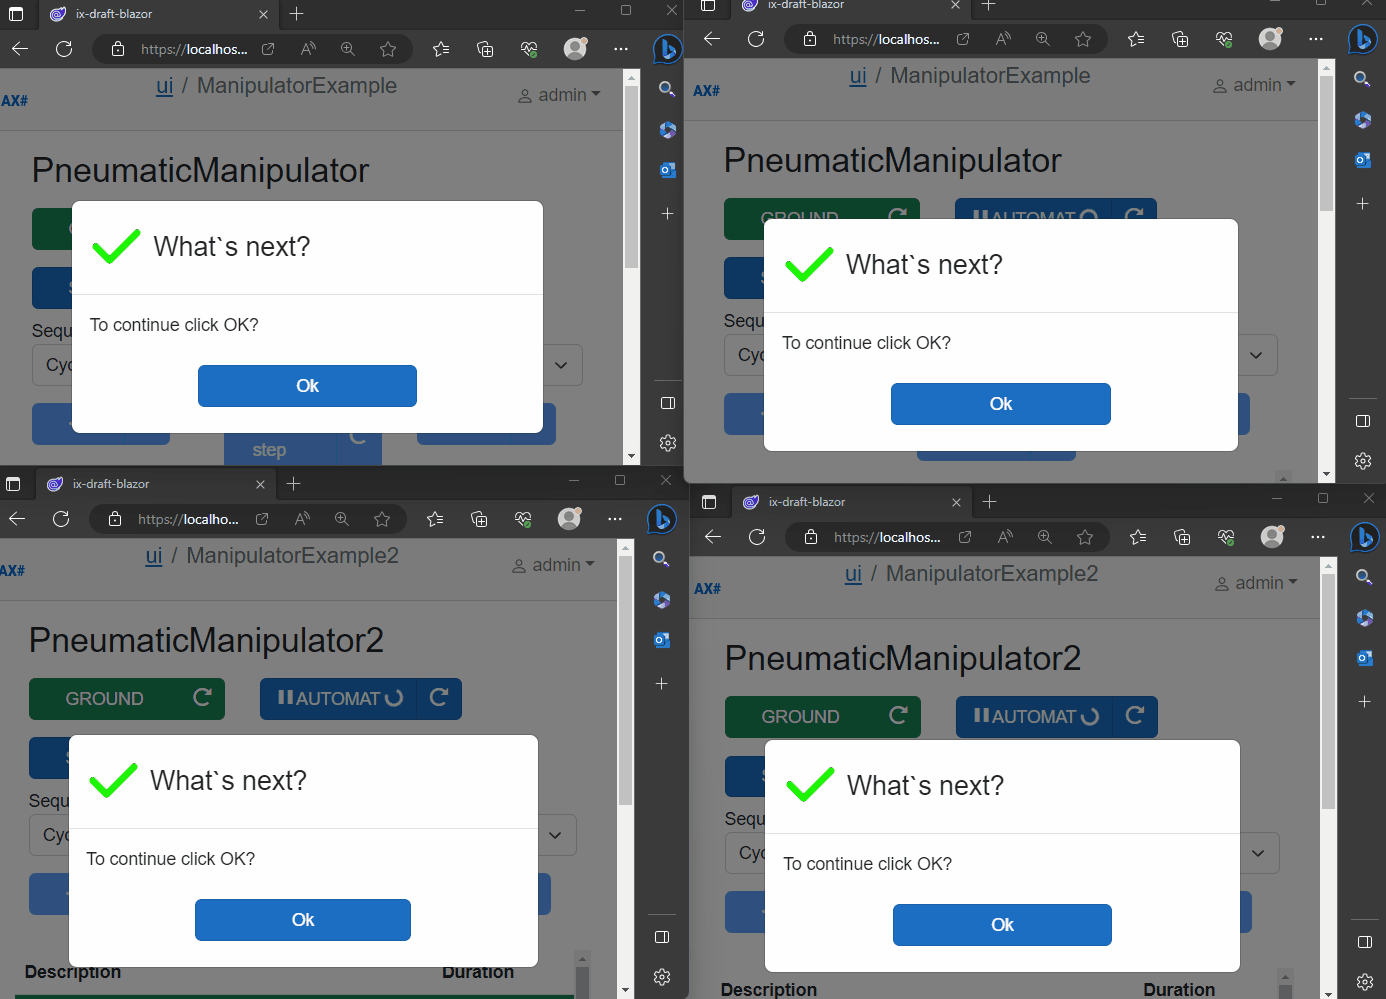 ix-draft-blazor
https://localhos...
AX#
ui / ManipulatorExample
admin
PneumaticManipulator
What`s next?
Sequ
To continue click OK?
Cyc
Ok
step
ix-draft-blazor
https://localhos...
AX#
ui / ManipulatorExample
admin
PneumaticManipulator
GROUND
AUTOMAT
What`s next?
Sequ
To continue click OK?
Cyc
Ok
ix-draft-blazor
https://localho...
AX#
ui / ManipulatorExample2
admin
PneumaticManipulator2
GROUND
AUTOMAT
What`s next?
Sequ
Cyc
To continue click OK?
Ok
Description Duration
ix-draft-blazor
https://localhos...
AX#
ui / ManipulatorExample2
admin
PneumaticManipulator2
GROUND
AUTOMAT
What`s next?
Sequ
Cyc
To continue click OK?
Ok
Description Duration